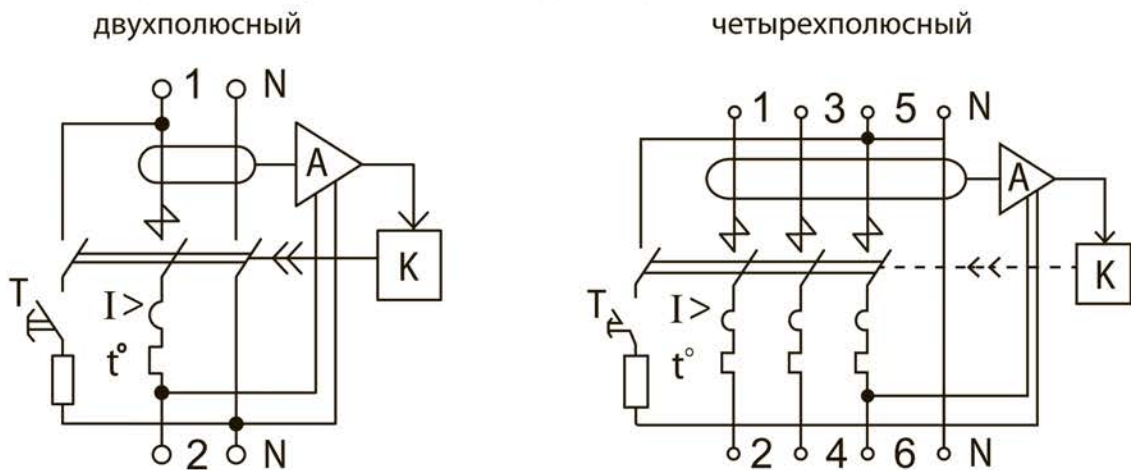 двухполюсный
четырехполюсный
1 N
1 3 5 N
A
A
K
K
T I >
T I >
t°
t°
2 N
2 4 6 N